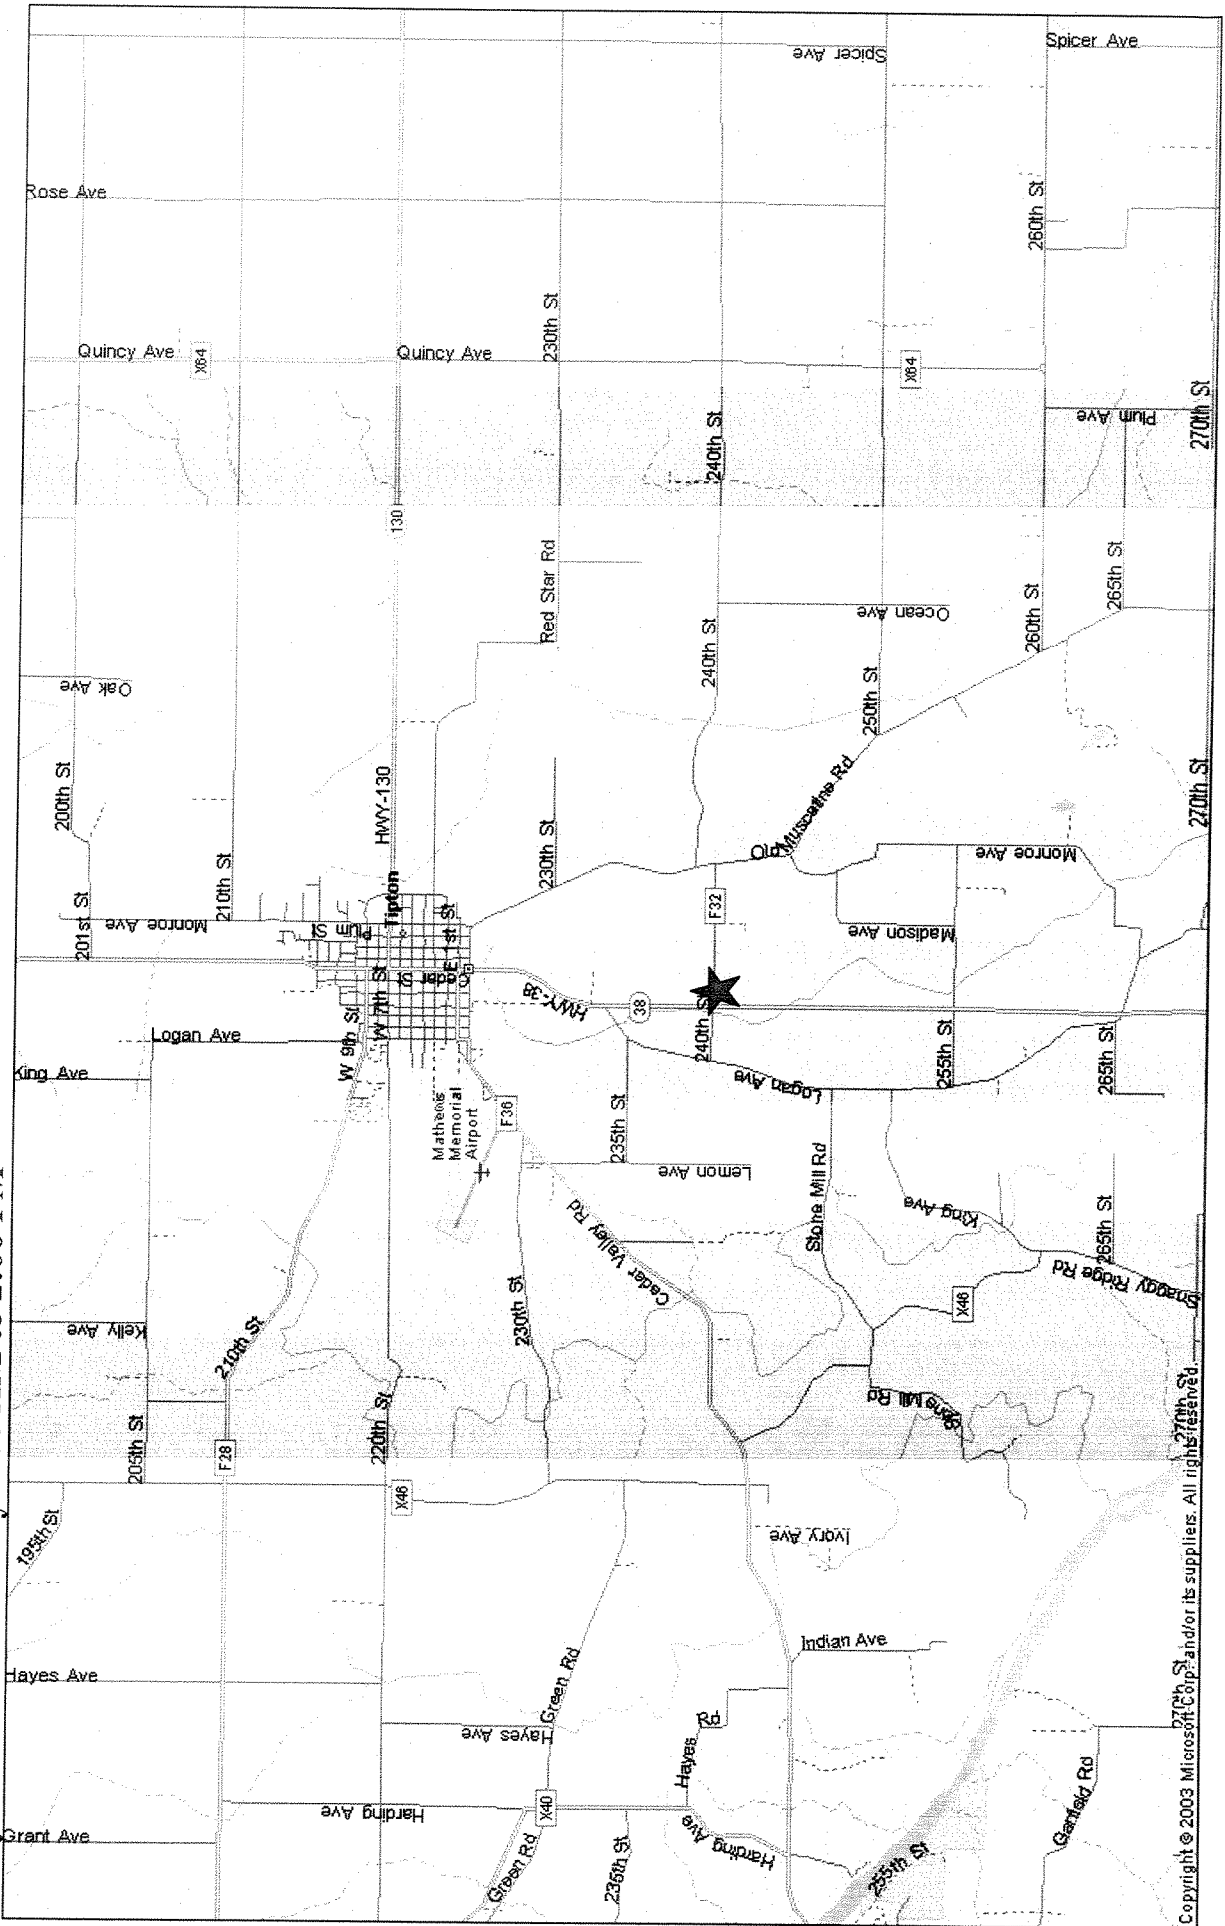 Spicer Ave
Spicer Ave
Rose Ave
260th St
230th St
Quincy Ave
X64
Quincy Ave
X64
Plum Ave
270th St
240th St
130
Red Star Rd
Ocean Ave
265th St
260th St
240th St
Oak Ave
250th St
200th St
HWY-130
Old Muscatine Rd
270th St
230th St
Monroe Ave
210th St
201st St
Monroe Ave
Plum St
Tipton
E 1st St
F32
Madison Ave
Cedar St
W 7th St
W 9th St
HWY-38
38
240th St
Logan Ave
King Ave
Logan Ave
255th St
265th St
Mathews
Memorial
Airport
F36
235th St
Lemon Ave
Stone Mill Rd
King Ave
265th St
Snaggy Ridge Rd
X46
Cedar Valley Rd
230th St
Kelly Ave
210th St
Stone Mill Rd
270th St
220th St
205th St
F28
X46
195th St
Ivory Ave
Indian Ave
Hayes Ave
Green Rd
Hayes Ave
Hayes Rd
270th St
Harding Ave
X40
Harding Ave
Grant Ave
Green Rd
235th St
255th St
Garfield Rd
Copyright © 2003 Microsoft Corp. and/or its suppliers. All rights reserved.